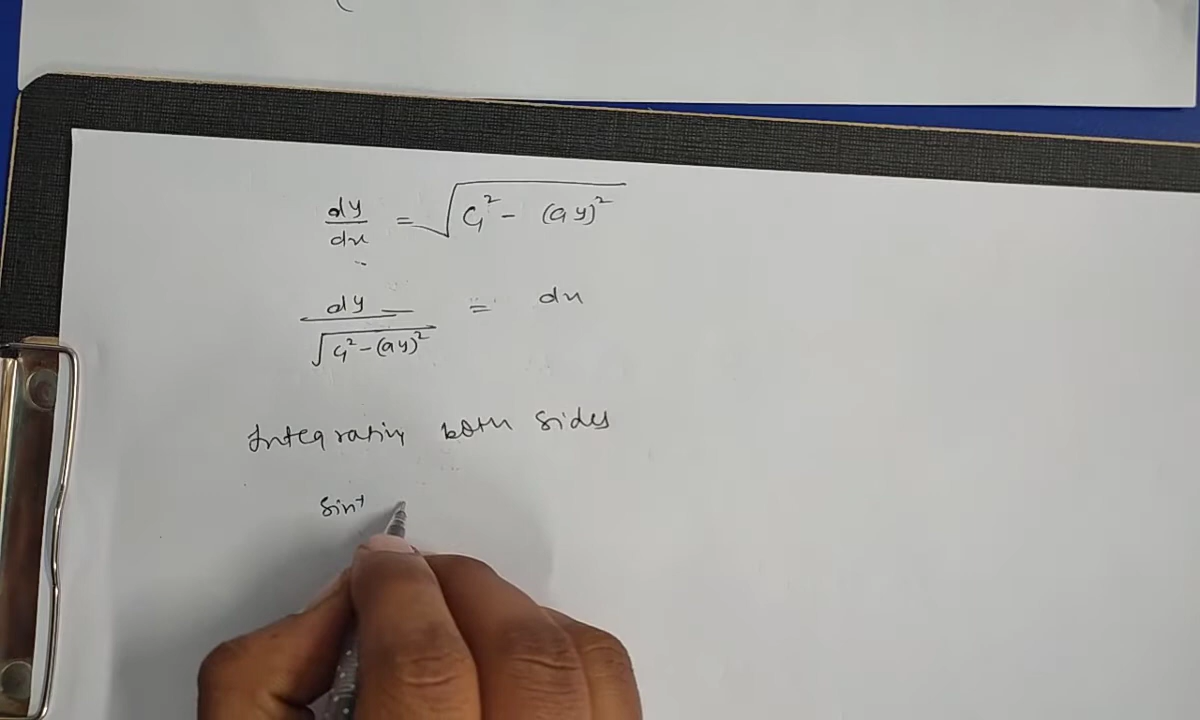 dy/dx = √(C₁² - (ay)²)
dy/√(C₁² - (ay)²) = dx
Integrating both sides
Sin⁻¹